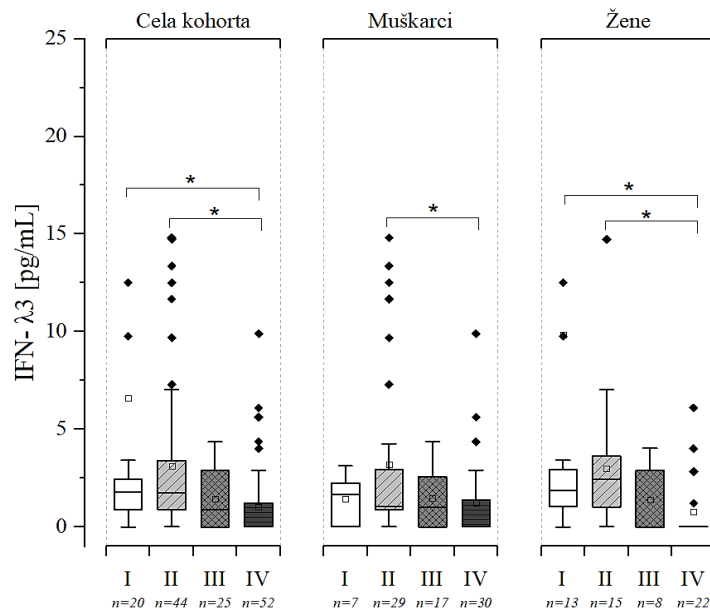 Cela kohorta Muškarci Žene
IFN- λ3 [pg/mL]
25
20
15
10
5
0
* * * * *
I II III IV I II III IV I II III IV
n=20 n=44 n=25 n=52 n=7 n=29 n=17 n=30 n=13 n=15 n=8 n=22